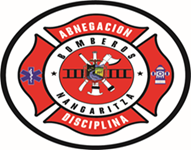 ABNEGACION
BOMBEROS
NANGARITZA
DISCIPLINA